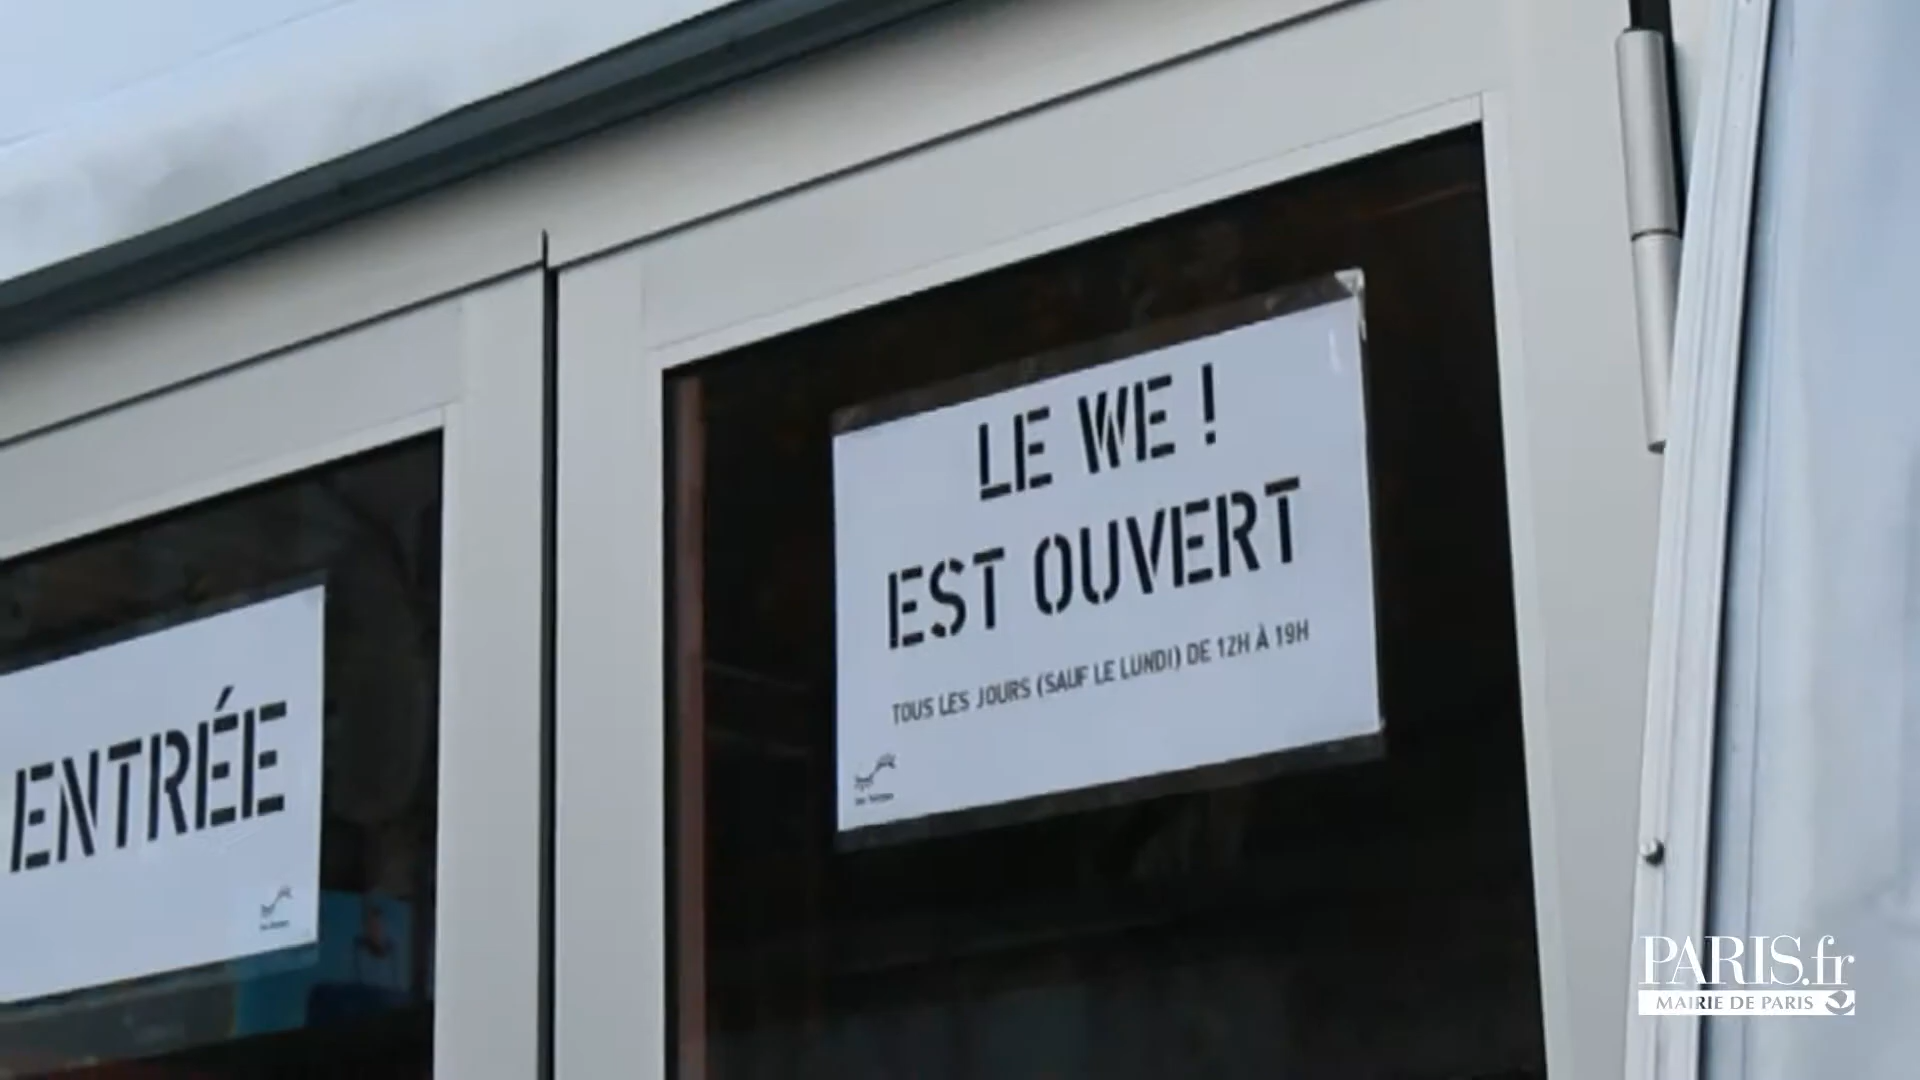 LE WE !
EST OUVERT
TOUS LES JOURS (SAUF LE LUNDI) DE 12H À 19H
ENTRÉE
PARIS.fr
MAIRIE DE PARIS